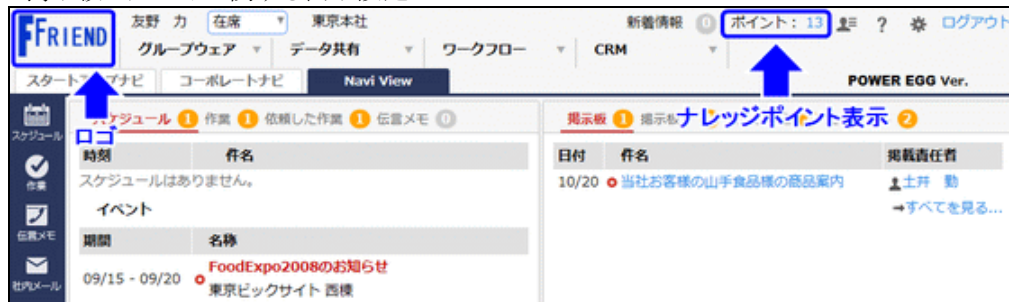 FFRIEND 友野 力 在席 東京本社 新着情報 0 ポイント： 13 ? ログアウト
グループウェア データ共有 ワークフロー CRM
スタートアップナビ コーポレートナビ Navi View POWER EGG Ver.
スケジュール 1 作業 1 依頼した作業 1 伝言メモ 0 掲示板 1 2
ロゴ ナレッジポイント表示
スケジュール
作業
伝言メモ
社内メール
時刻 件名
スケジュールはありません。
イベント
期間 名称
09/15 - 09/20 FoodExpo2008のお知らせ
東京ビックサイト 西棟
日付 件名 掲載責任者
10/20 当社お客様の山手食品様の商品案内 土井 勤
➡すべてを見る...